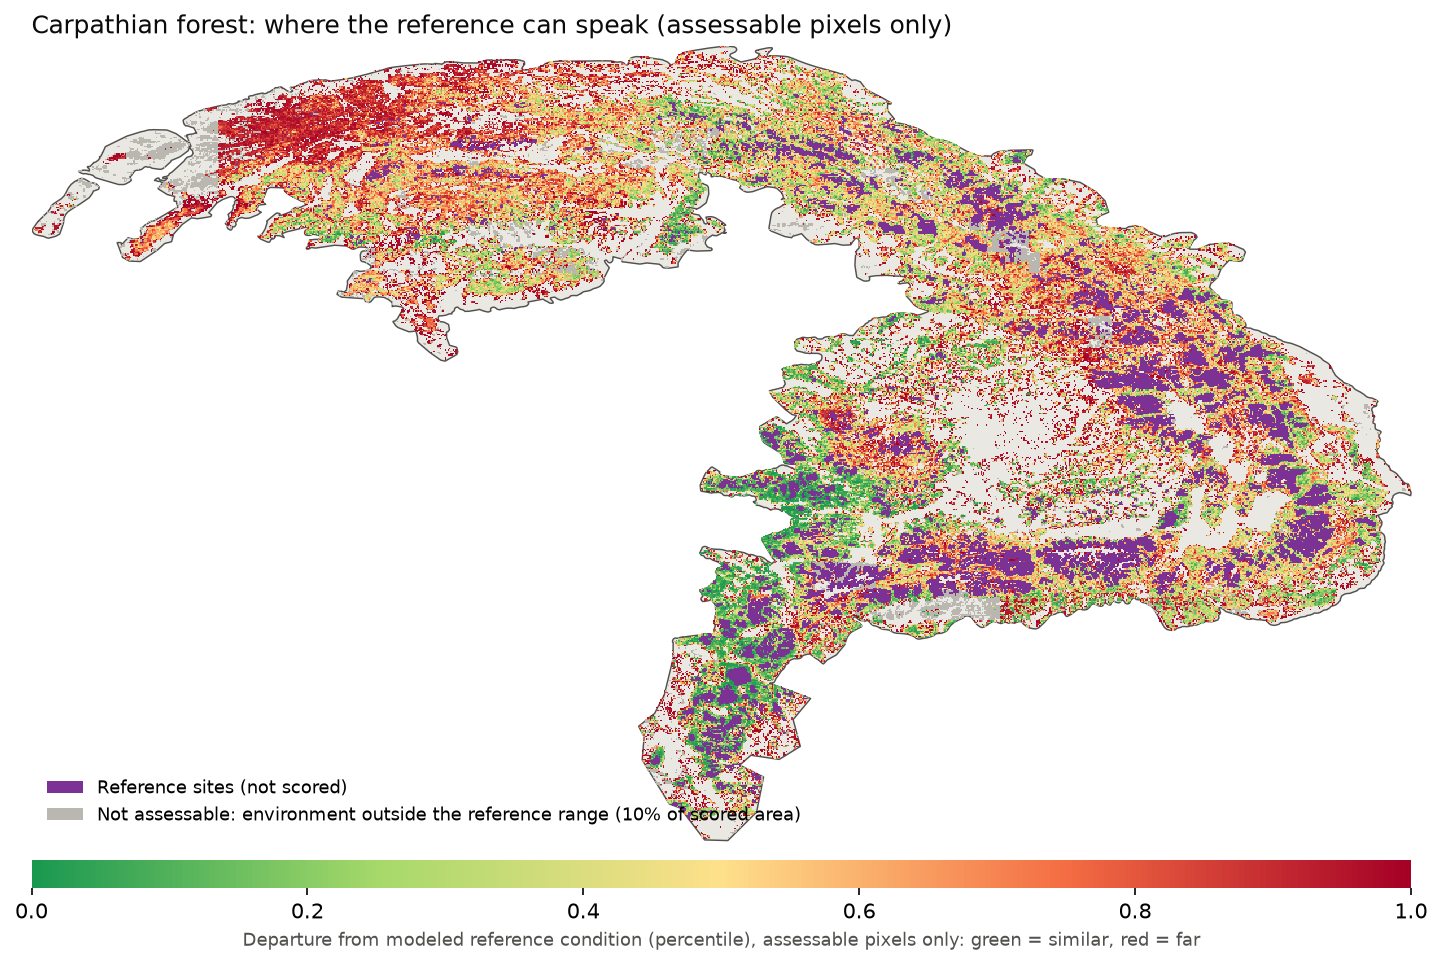 Carpathian forest: where the reference can speak (assessable pixels only)
Reference sites (not scored)
Not assessable: environment outside the reference range (10% of scored area)
0.0 0.2 0.4 0.6 0.8 1.0
Departure from modeled reference condition (percentile), assessable pixels only: green = similar, red = far